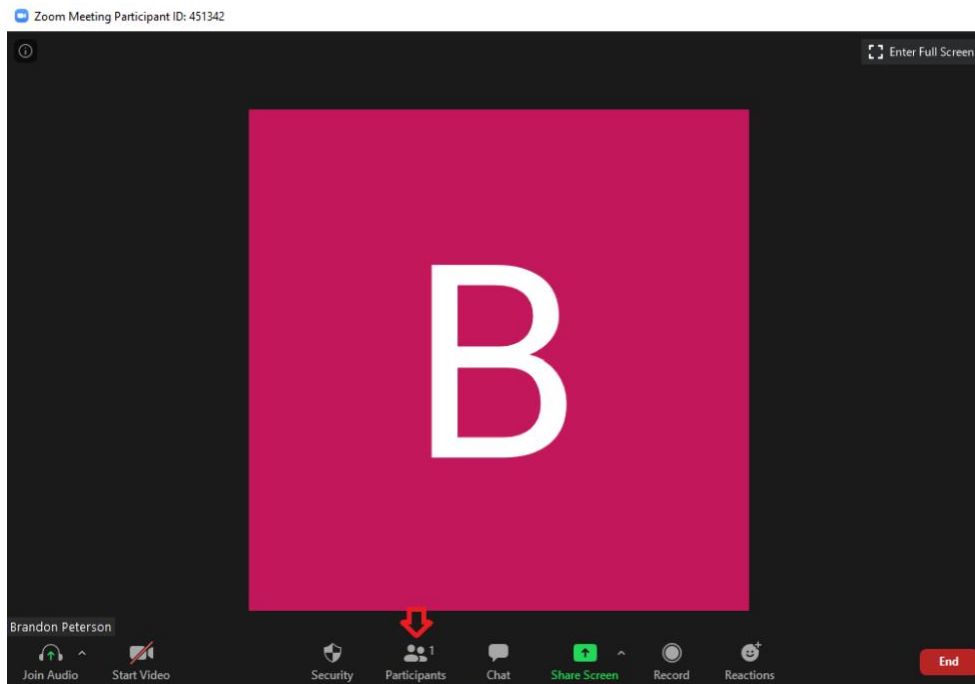 Zoom Meeting Participant ID: 451342
Enter Full Screen
B
Brandon Peterson
1
Join Audio Start Video Security Participants Chat Share Screen Record Reactions End